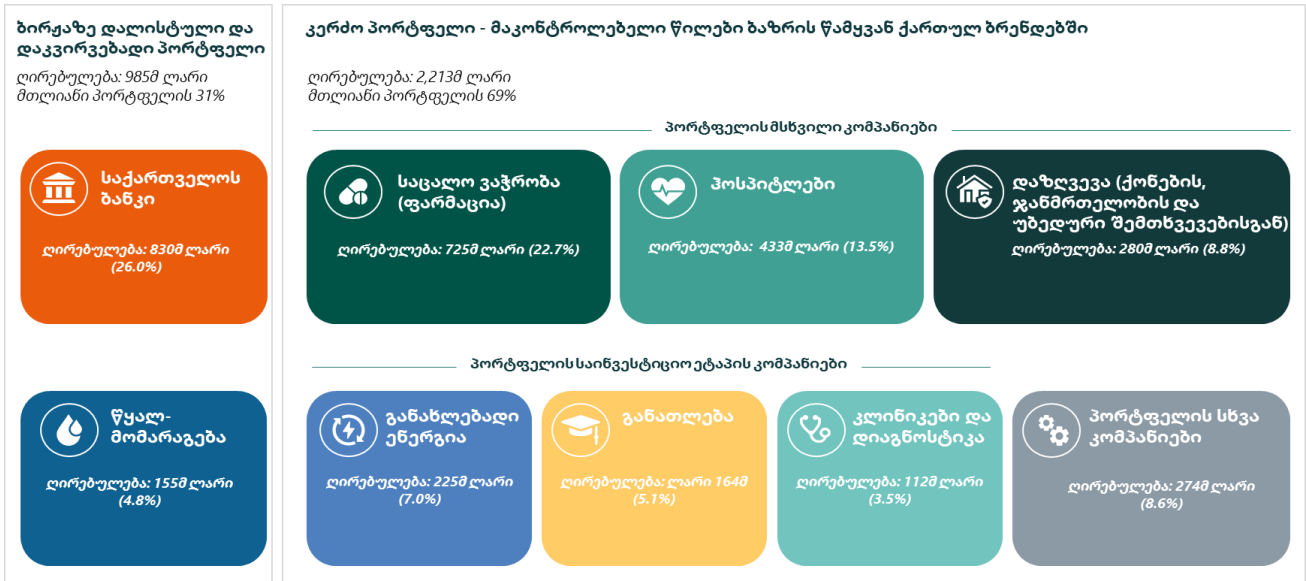 ბირჟაზე დალისტული და
დაკვირვებადი პორტფელი
ღირებულება: 985მ ლარი
მთლიანი პორტფელის 31%
საქართველოს
ბანკი
ღირებულება: 830მ ლარი
(26.0%)
წყალ-
მომარაგება
ღირებულება: 155მ ლარი
(4.8%)
კერძო პორტფელი - მაკონტროლებელი წილები ბაზრის წამყვან ქართულ ბრენდებში
ღირებულება: 2,213მ ლარი
მთლიანი პორტფელის 69%
პორტფელის მსხვილი კომპანიები
საცალო ვაჭრობა
(ფარმაცია)
ღირებულება: 725მ ლარი (22.7%)
ჰოსპიტლები
ღირებულება: 433მ ლარი (13.5%)
დაზღვევა (ქონების,
ჯანმრთელობის და
უბედური შემთხვევებისგან)
ღირებულება: 280მ ლარი (8.8%)
პორტფელის საინვესტიციო ეტაპის კომპანიები
განახლებადი
ენერგია
ღირებულება: 225მ ლარი
(7.0%)
განათლება
ღირებულება: ლარი 164მ
(5.1%)
კლინიკები და
დიაგნოსტიკა
ღირებულება: 112მ ლარი
(3.5%)
პორტფელის სხვა
კომპანიები
ღირებულება: 274მ ლარი
(8.6%)